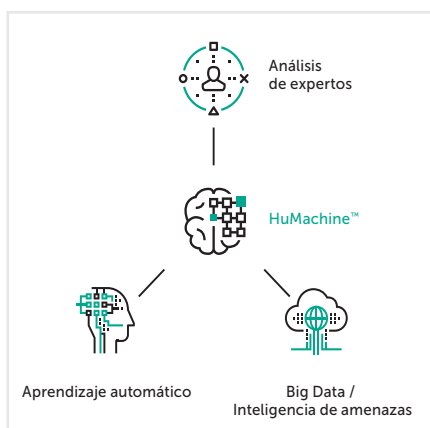 Análisis
de expertos
HuMachine™
Aprendizaje automático
Big Data /
Inteligencia de amenazas